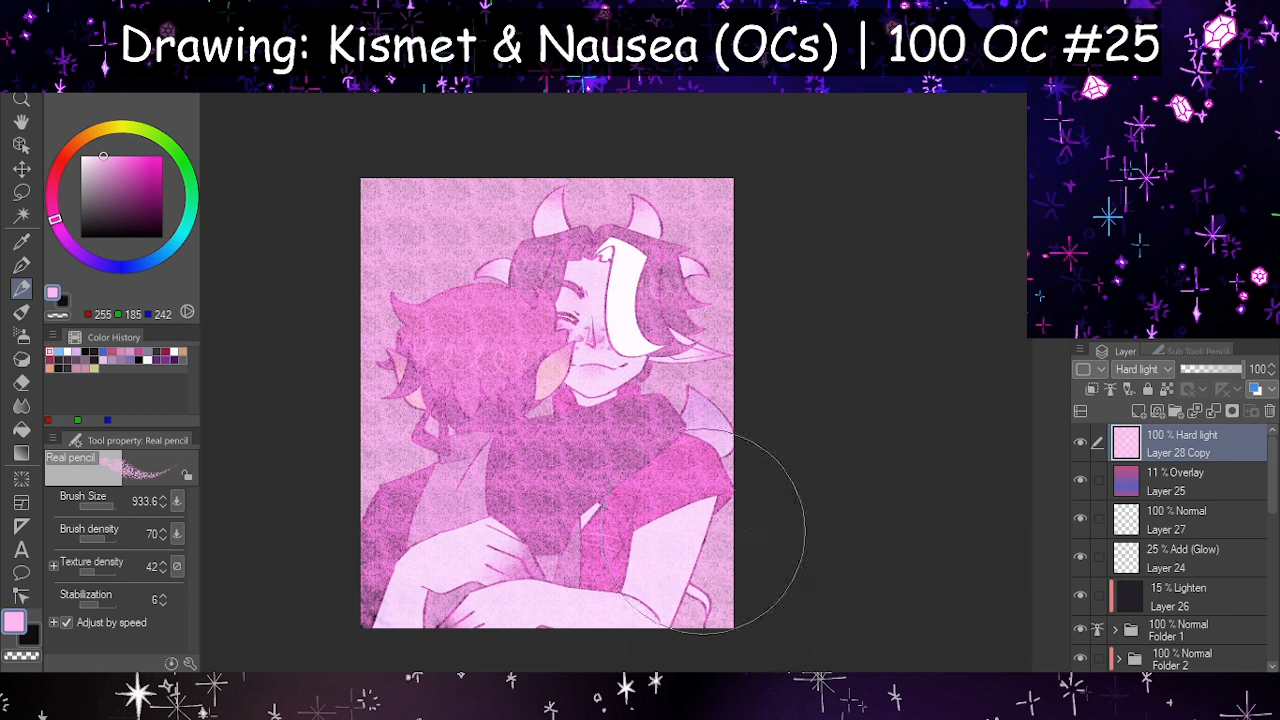 Drawing: Kismet & Nausea (OCs) | 100 OC #25
255 185 242
Color History
Tool property: Real pencil
Real pencil
Brush Size 933.6
Brush density 70
Texture density 42
Stabilization 6
Adjust by speed
Layer Sub Tool: Pencil
Hard light 100
100 % Hard light
Layer 28 Copy
11 % Overlay
Layer 25
100 % Normal
Layer 27
25 % Add (Glow)
Layer 24
15 % Lighten
Layer 26
100 % Normal
Folder 1
100 % Normal
Folder 2